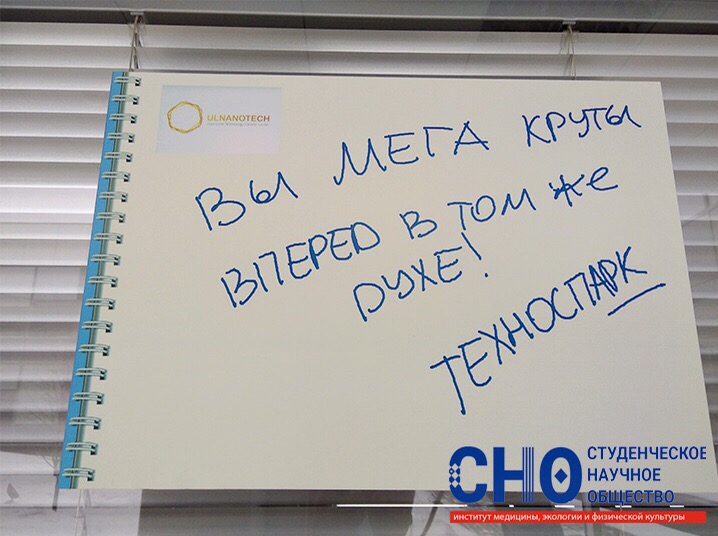 ULNANOTECH
ВЫ МЕГА КРУТЫ
ВПЕРЕД В ТОМ ЖЕ
ДУХЕ!
ТЕХНОСПАРК
СНО
СТУДЕНЧЕСКОЕ
НАУЧНОЕ
ОБЩЕСТВО
институт медицины, экологии и физической культуры